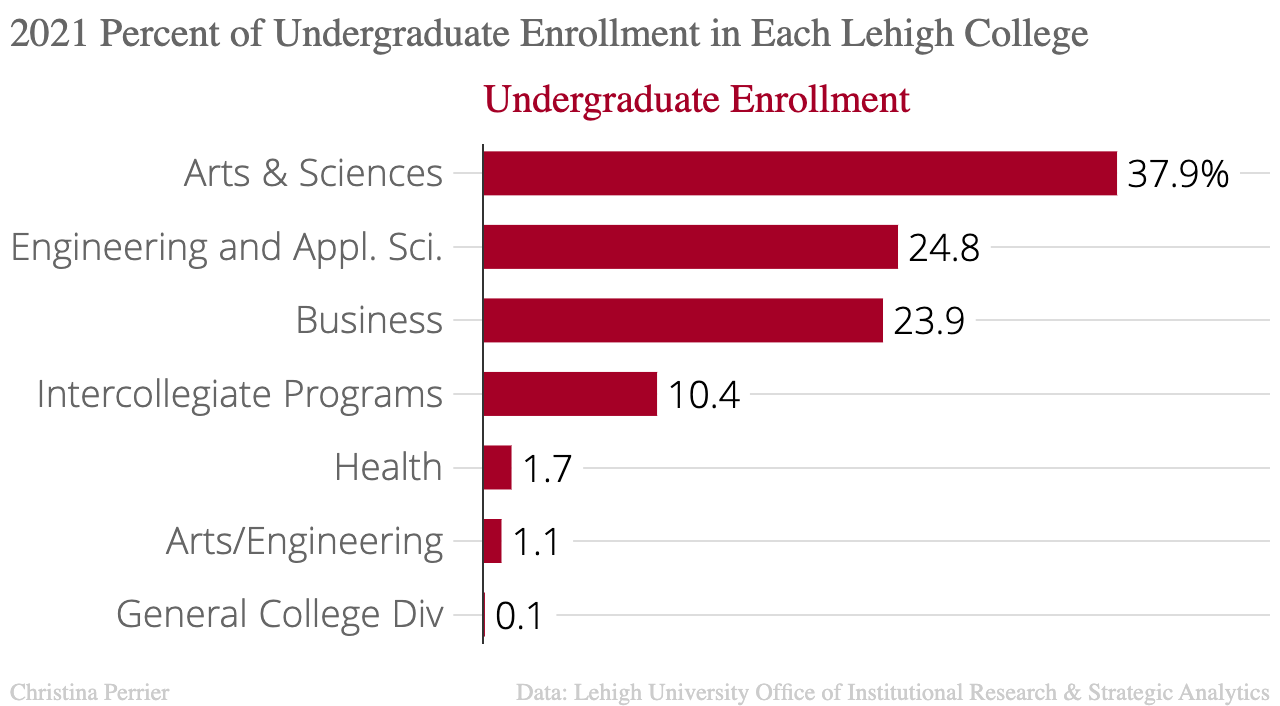 2021 Percent of Undergraduate Enrollment in Each Lehigh College
Undergraduate Enrollment
Arts & Sciences 37.9%
Engineering and Appl. Sci. 24.8
Business 23.9
Intercollegiate Programs 10.4
Health 1.7
Arts/Engineering 1.1
General College Div 0.1
Christina Perrier Data: Lehigh University Office of Institutional Research & Strategic Analytics